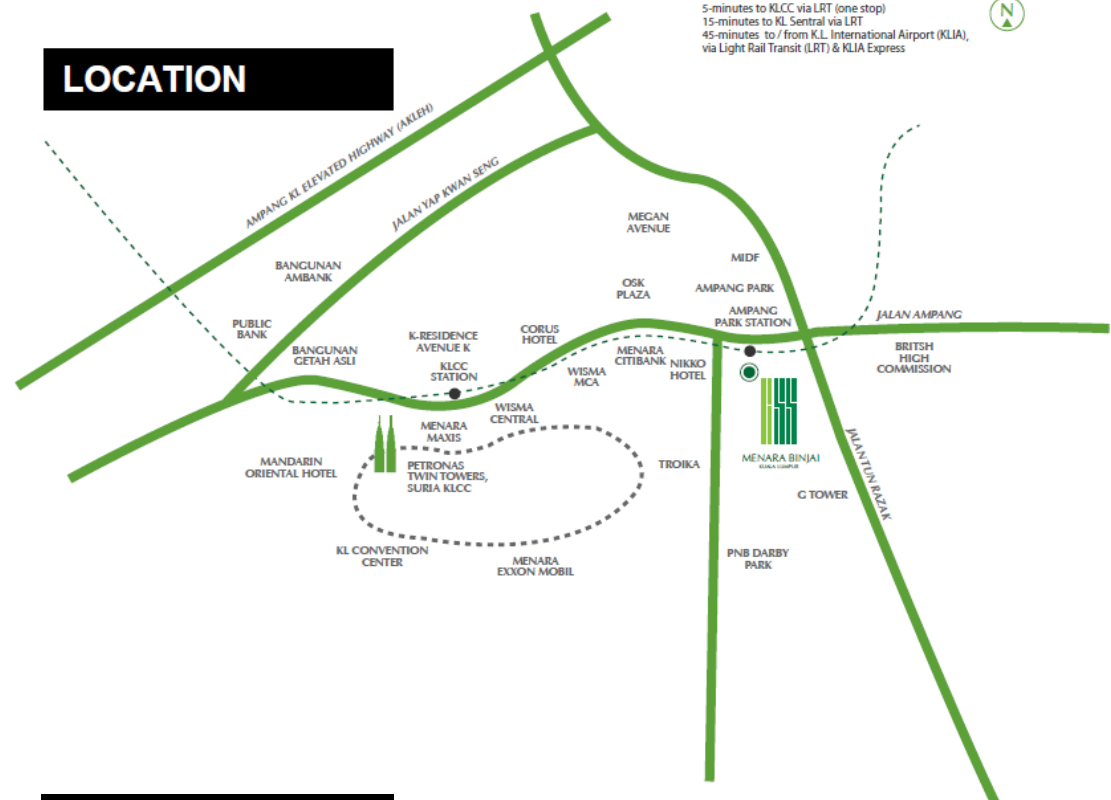 5-minutes to KLCC via LRT (one stop)
15-minutes to KL Sentral via LRT
45-minutes to / from K.L. International Airport (KLIA),
via Light Rail Transit (LRT) & KLIA Express
N
LOCATION
AMPANG KL ELEVATED HIGHWAY (AKLEH)
JALAN YAP KWAN SENG
MEGAN
AVENUE
BANGUNAN
AMBANK
MIDF
OSK
PLAZA
AMPANG PARK
AMPANG
PARK STATION
JALAN AMPANG
PUBLIC
BANK
K-RESIDENCE
AVENUE K
CORUS
HOTEL
BANGUNAN
GETAH ASLI
KLCC
STATION
MENARA
CITIBANK
NIKKO
HOTEL
BRITSH
HIGH
COMMISSION
WISMA
MCA
WISMA
CENTRAL
MENARA
MAXIS
MANDARIN
ORIENTAL HOTEL
PETRONAS
TWIN TOWERS,
SURIA KLCC
TROIKA
MENARA BINJAI
KUALA LUMPUR
JALAN TUN RAZAK
G TOWER
KL CONVENTION
CENTER
MENARA
EXXON MOBIL
PNB DARBY
PARK